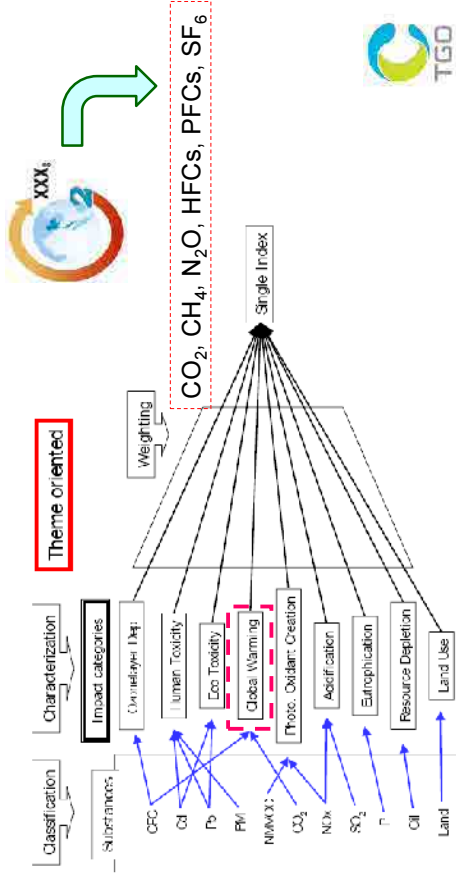 Theme oriented
XXXg
2
CO2, CH4, N2O, HFCs, PFCs, SF6
Classification
Characterization
Weighting
Substances
Impact categories
CFC
Cd
Pb
PM
NMVOC
CO2
NOx
SO2
P
Oil
Land
Ozonelayer Dep.
Human Toxicity
Eco Toxicity
Global Warming
Photo. Oxidant Creation
Acidification
Eutrophication
Resource Depletion
Land Use
Single Index
TGO